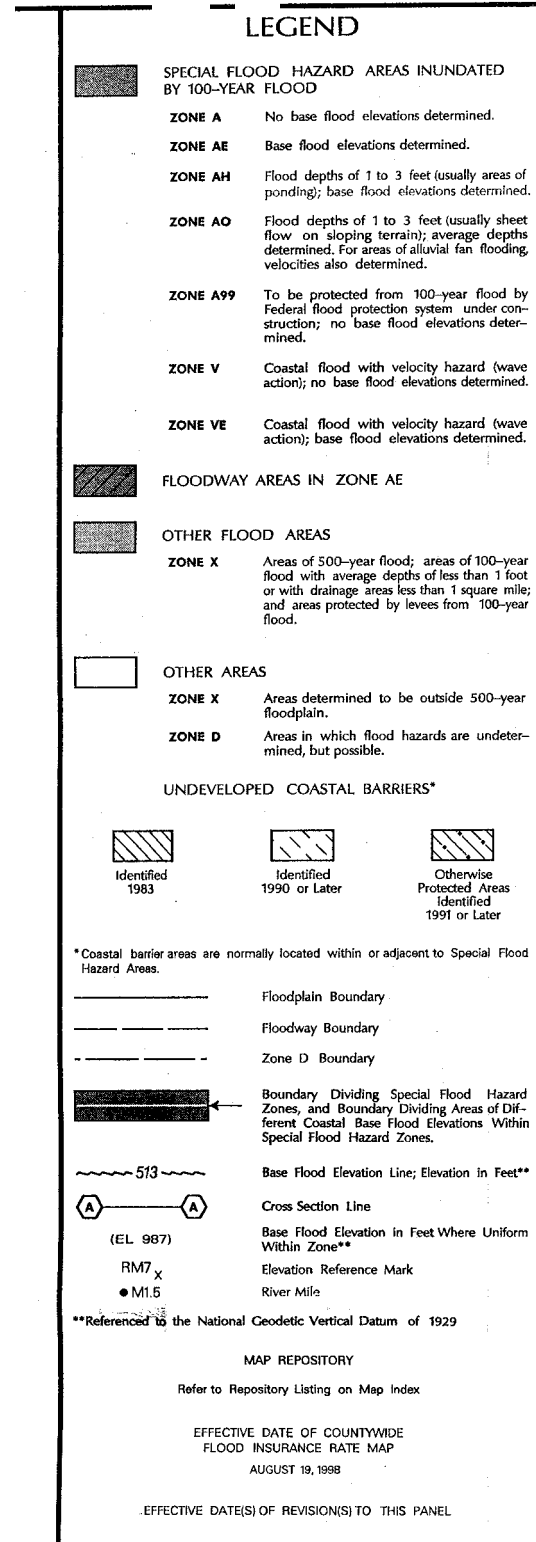 LEGEND
SPECIAL FLOOD HAZARD AREAS INUNDATED
BY 100-YEAR FLOOD
ZONE A No base flood elevations determined.
ZONE AE Base flood elevations determined.
ZONE AH Flood depths of 1 to 3 feet (usually areas of
ponding); base flood elevations determined.
ZONE AO Flood depths of 1 to 3 feet (usually sheet
flow on sloping terrain); average depths
determined. For areas of alluvial fan flooding,
velocities also determined.
ZONE A99 To be protected from 100-year flood by
Federal flood protection system under con-
struction; no base flood elevations deter-
mined.
ZONE V Coastal flood with velocity hazard (wave
action); no base flood elevations determined.
ZONE VE Coastal flood with velocity hazard (wave
action); base flood elevations determined.
FLOODWAY AREAS IN ZONE AE
OTHER FLOOD AREAS
ZONE X Areas of 500-year flood; areas of 100-year
flood with average depths of less than 1 foot
or with drainage areas less than 1 square mile;
and areas protected by levees from 100-year
flood.
OTHER AREAS
ZONE X Areas determined to be outside 500-year
floodplain.
ZONE D Areas in which flood hazards are undeter-
mined, but possible.
UNDEVELOPED COASTAL BARRIERS*
Identified
1983
Identified
1990 or Later
Otherwise
Protected Areas
Identified
1991 or Later
*Coastal barrier areas are normally located within or adjacent to Special Flood
Hazard Areas.
Floodplain Boundary
Floodway Boundary
Zone D Boundary
Boundary Dividing Special Flood Hazard
Zones, and Boundary Dividing Areas of Dif-
ferent Coastal Base Flood Elevations Within
Special Flood Hazard Zones.
513 Base Flood Elevation Line; Elevation in Feet**
A A Cross Section Line
(EL 987) Base Flood Elevation in Feet Where Uniform
Within Zone**
RM7 X Elevation Reference Mark
● M1.5 River Mile
**Referenced to the National Geodetic Vertical Datum of 1929
MAP REPOSITORY
Refer to Repository Listing on Map Index
EFFECTIVE DATE OF COUNTYWIDE
FLOOD INSURANCE RATE MAP
AUGUST 19, 1998
EFFECTIVE DATE(S) OF REVISION(S) TO THIS PANEL